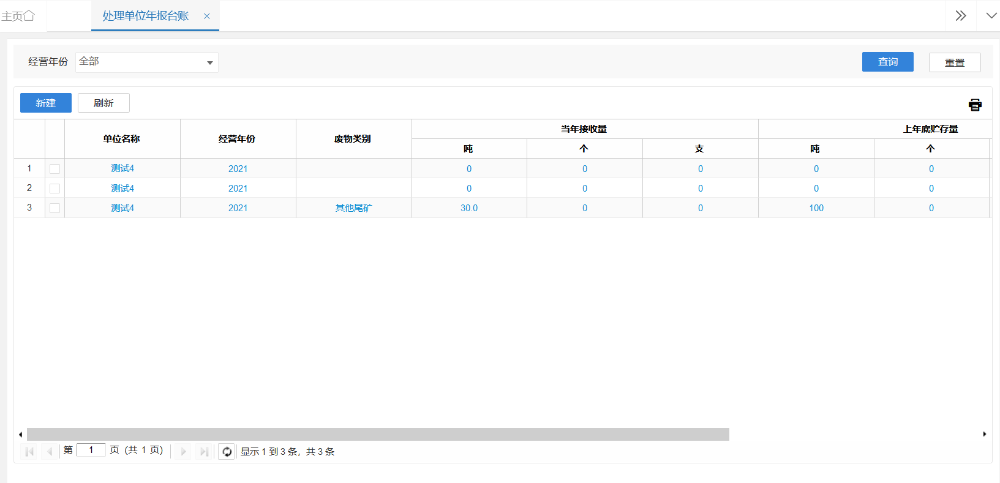 主页
处理单位年报台账 ×
经营年份 全部 查询 重置
新建 刷新
单位名称 经营年份 废物类别 当年接收量 上年底贮存量
吨 个 支 吨 个
1 测试4 2021 0 0 0 0 0
2 测试4 2021 0 0 0 0 0
3 测试4 2021 其他尾矿 30.0 0 0 100 0
第 1 页 (共 1 页) 显示 1 到 3 条，共 3 条